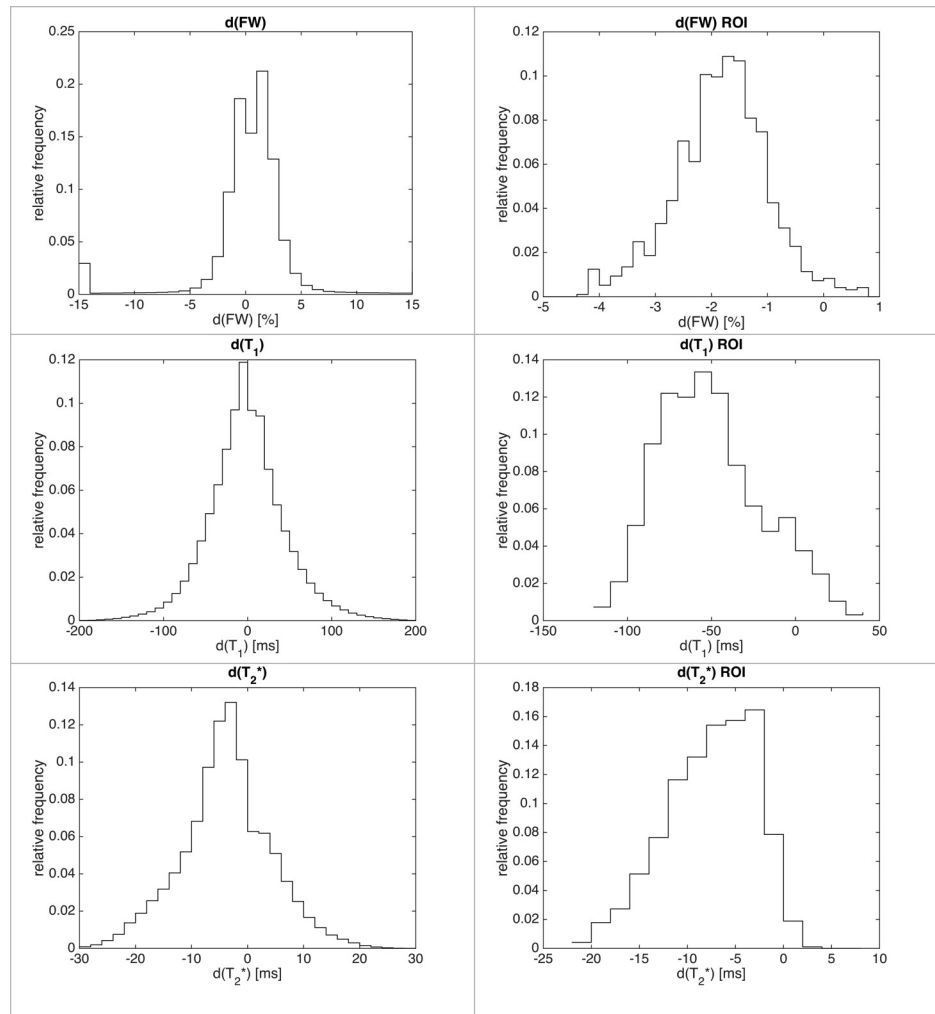 d(FW)
0.25
0.2
0.15
0.1
0.05
0
relative frequency
-15 -10 -5 0 5 10 15
d(FW) [%]
d(FW) ROI
0.12
0.1
0.08
0.06
0.04
0.02
0
relative frequency
-5 -4 -3 -2 -1 0 1
d(FW) [%]
d(T₁)
0.12
0.1
0.08
0.06
0.04
0.02
0
relative frequency
-200 -100 0 100 200
d(T₁) [ms]
d(T₁) ROI
0.14
0.12
0.1
0.08
0.06
0.04
0.02
0
relative frequency
-150 -100 -50 0 50
d(T₁) [ms]
d(T₂*)
0.14
0.12
0.1
0.08
0.06
0.04
0.02
0
relative frequency
-30 -20 -10 0 10 20 30
d(T₂*) [ms]
d(T₂*) ROI
0.18
0.16
0.14
0.12
0.1
0.08
0.06
0.04
0.02
0
relative frequency
-25 -20 -15 -10 -5 0 5 10
d(T₂*) [ms]